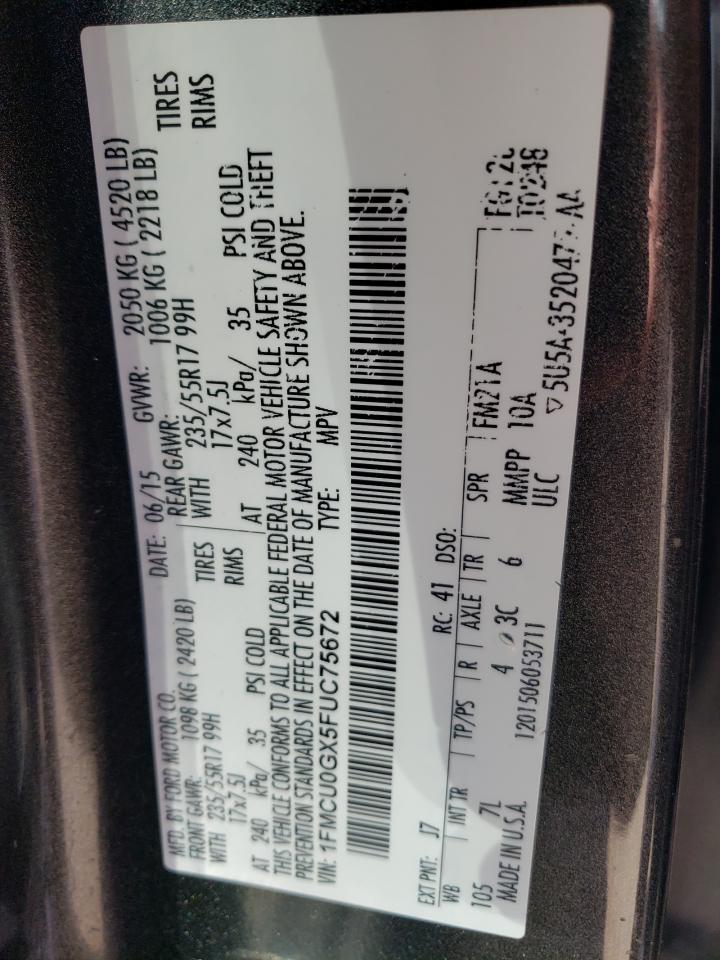 MFD. BY FORD MOTOR CO.
DATE: 06/15 GVWR: 2050 KG ( 4520 LB)
FRONT GAWR: 1098 KG ( 2420 LB) REAR GAWR: 1006 KG ( 2218 LB)
WITH 235/55R17 99H TIRES WITH 235/55R17 99H TIRES
17x7.5J RIMS 17x7.5J RIMS
AT 240 kPa/ 35 PSI COLD AT 240 kPa/ 35 PSI COLD
THIS VEHICLE CONFORMS TO ALL APPLICABLE FEDERAL MOTOR VEHICLE SAFETY AND THEFT
PREVENTION STANDARDS IN EFFECT ON THE DATE OF MANUFACTURE SHOWN ABOVE.
VIN: 1FMCU0GX5FUC75672 TYPE: MPV
EXT PNT: J7 RC: 41 DSO:
WB INT TR TP/PS R AXLE TR SPR FM21A
105 7L 4 3C 6 MMPP 10A
MADE IN U.S.A. 1201506053711 ULC